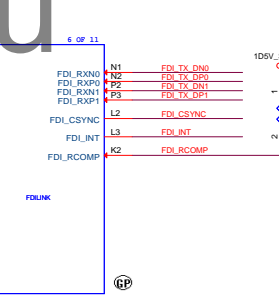 u
6 OF 11
1D5V_
FDI_RXN0 N1 FDI_TX_DN0
FDI_RXP0 N2 FDI_TX_DP0
FDI_RXN1 P2 FDI_TX_DN1
FDI_RXP1 P3 FDI_TX_DP1
1
FDI_CSYNC L2 FDI_CSYNC
FDI_INT L3 FDI_INT
2
FDI_RCOMP K2 FDI_RCOMP
FDILINK
GP